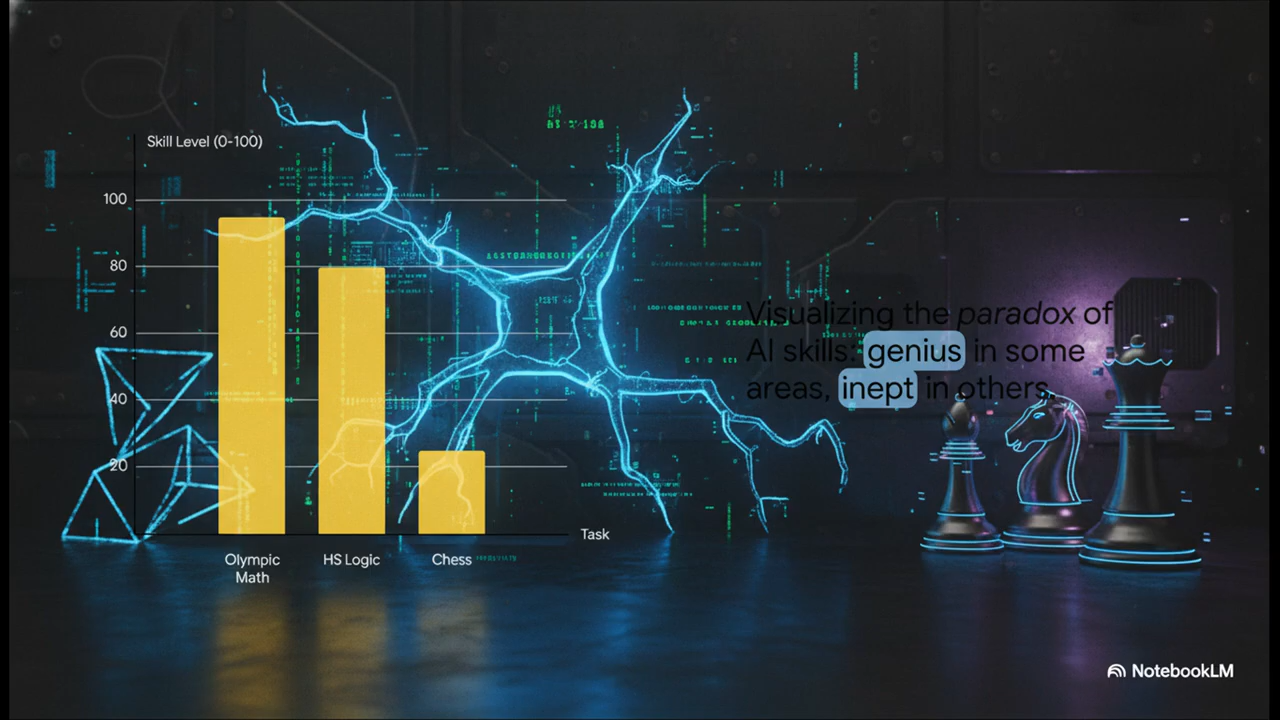 Skill Level (0-100)
100
80
60
40
20
Olympic
Math
HS Logic
Chess
Task
Visualizing the paradox of
AI skills: genius in some
areas, inept in others.
NotebookLM